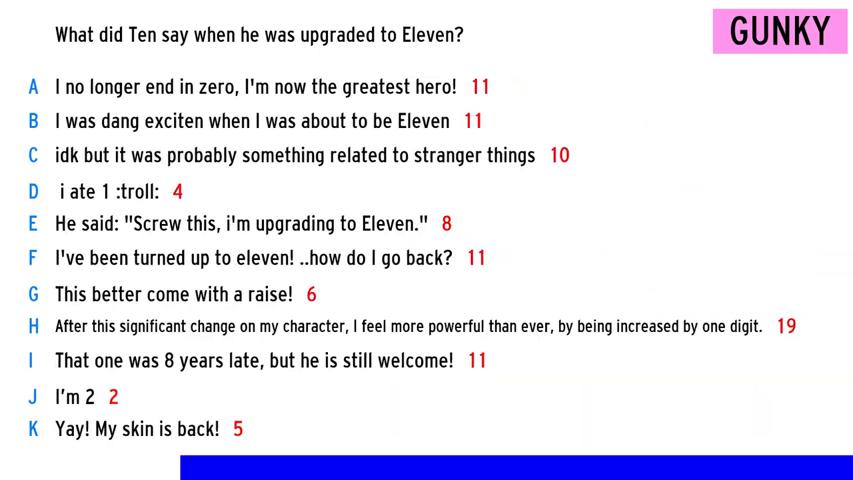 What did Ten say when he was upgraded to Eleven?
GUNKY
A I no longer end in zero, I'm now the greatest hero! 11
B I was dang exciten when I was about to be Eleven 11
C idk but it was probably something related to stranger things 10
D i ate 1 :troll: 4
E He said: "Screw this, i'm upgrading to Eleven." 8
F I've been turned up to eleven! ..how do I go back? 11
G This better come with a raise! 6
H After this significant change on my character, I feel more powerful than ever, by being increased by one digit. 19
I That one was 8 years late, but he is still welcome! 11
J I'm 2 2
K Yay! My skin is back! 5